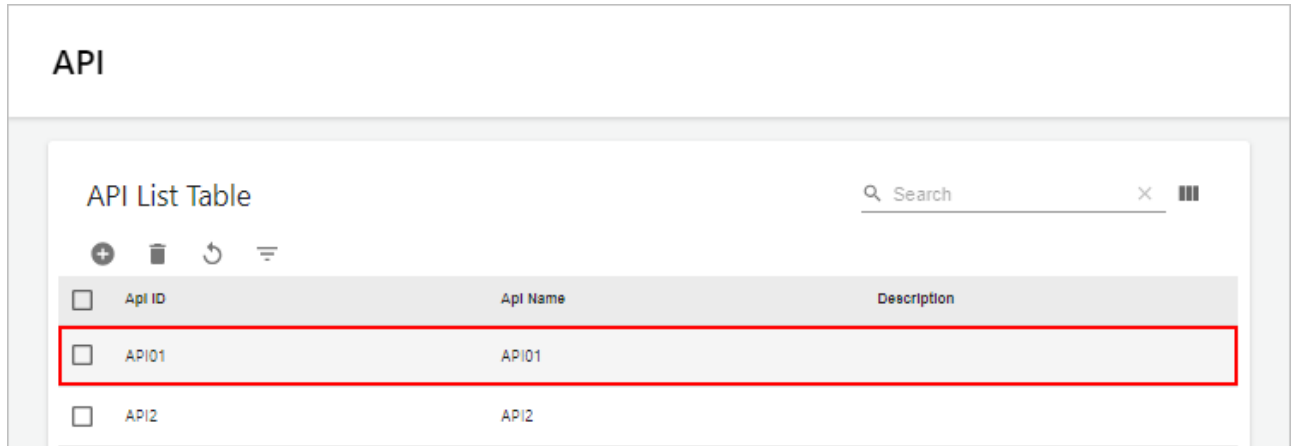 API
API List Table
Search
Api ID Api Name Description
API01 API01
API2 API2